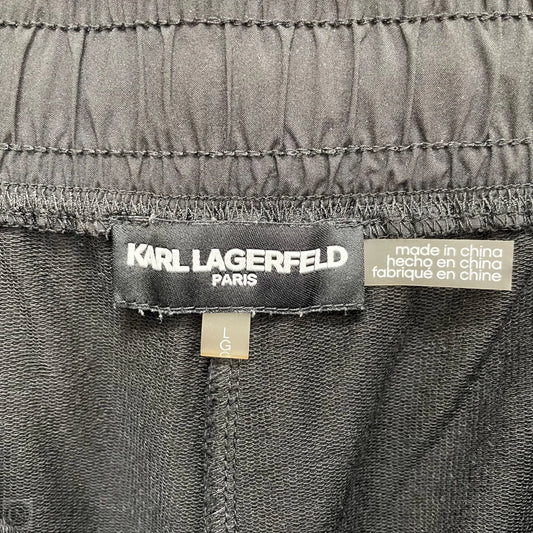 KARL LAGERFELD
PARIS
made in china
hecho en china
fabriqué en chine
L
G